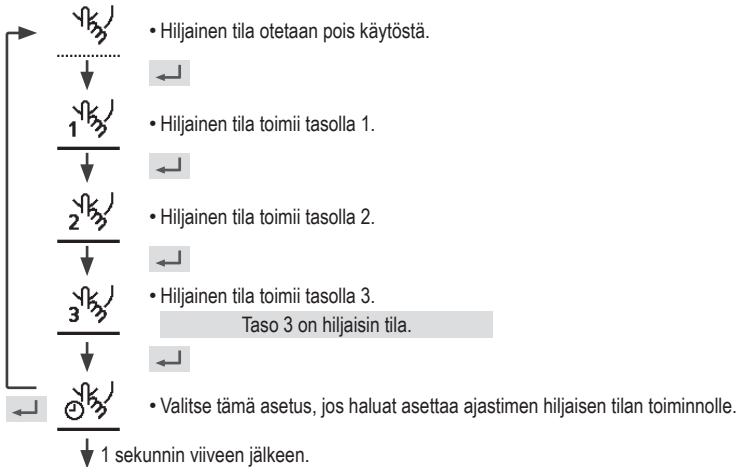 • Hiljainen tila otetaan pois käytöstä.
1
• Hiljainen tila toimii tasolla 1.
2
• Hiljainen tila toimii tasolla 2.
3
• Hiljainen tila toimii tasolla 3.
Taso 3 on hiljaisin tila.
• Valitse tämä asetus, jos haluat asettaa ajastimen hiljaisen tilan toiminnolle.
1 sekunnin viiveen jälkeen.